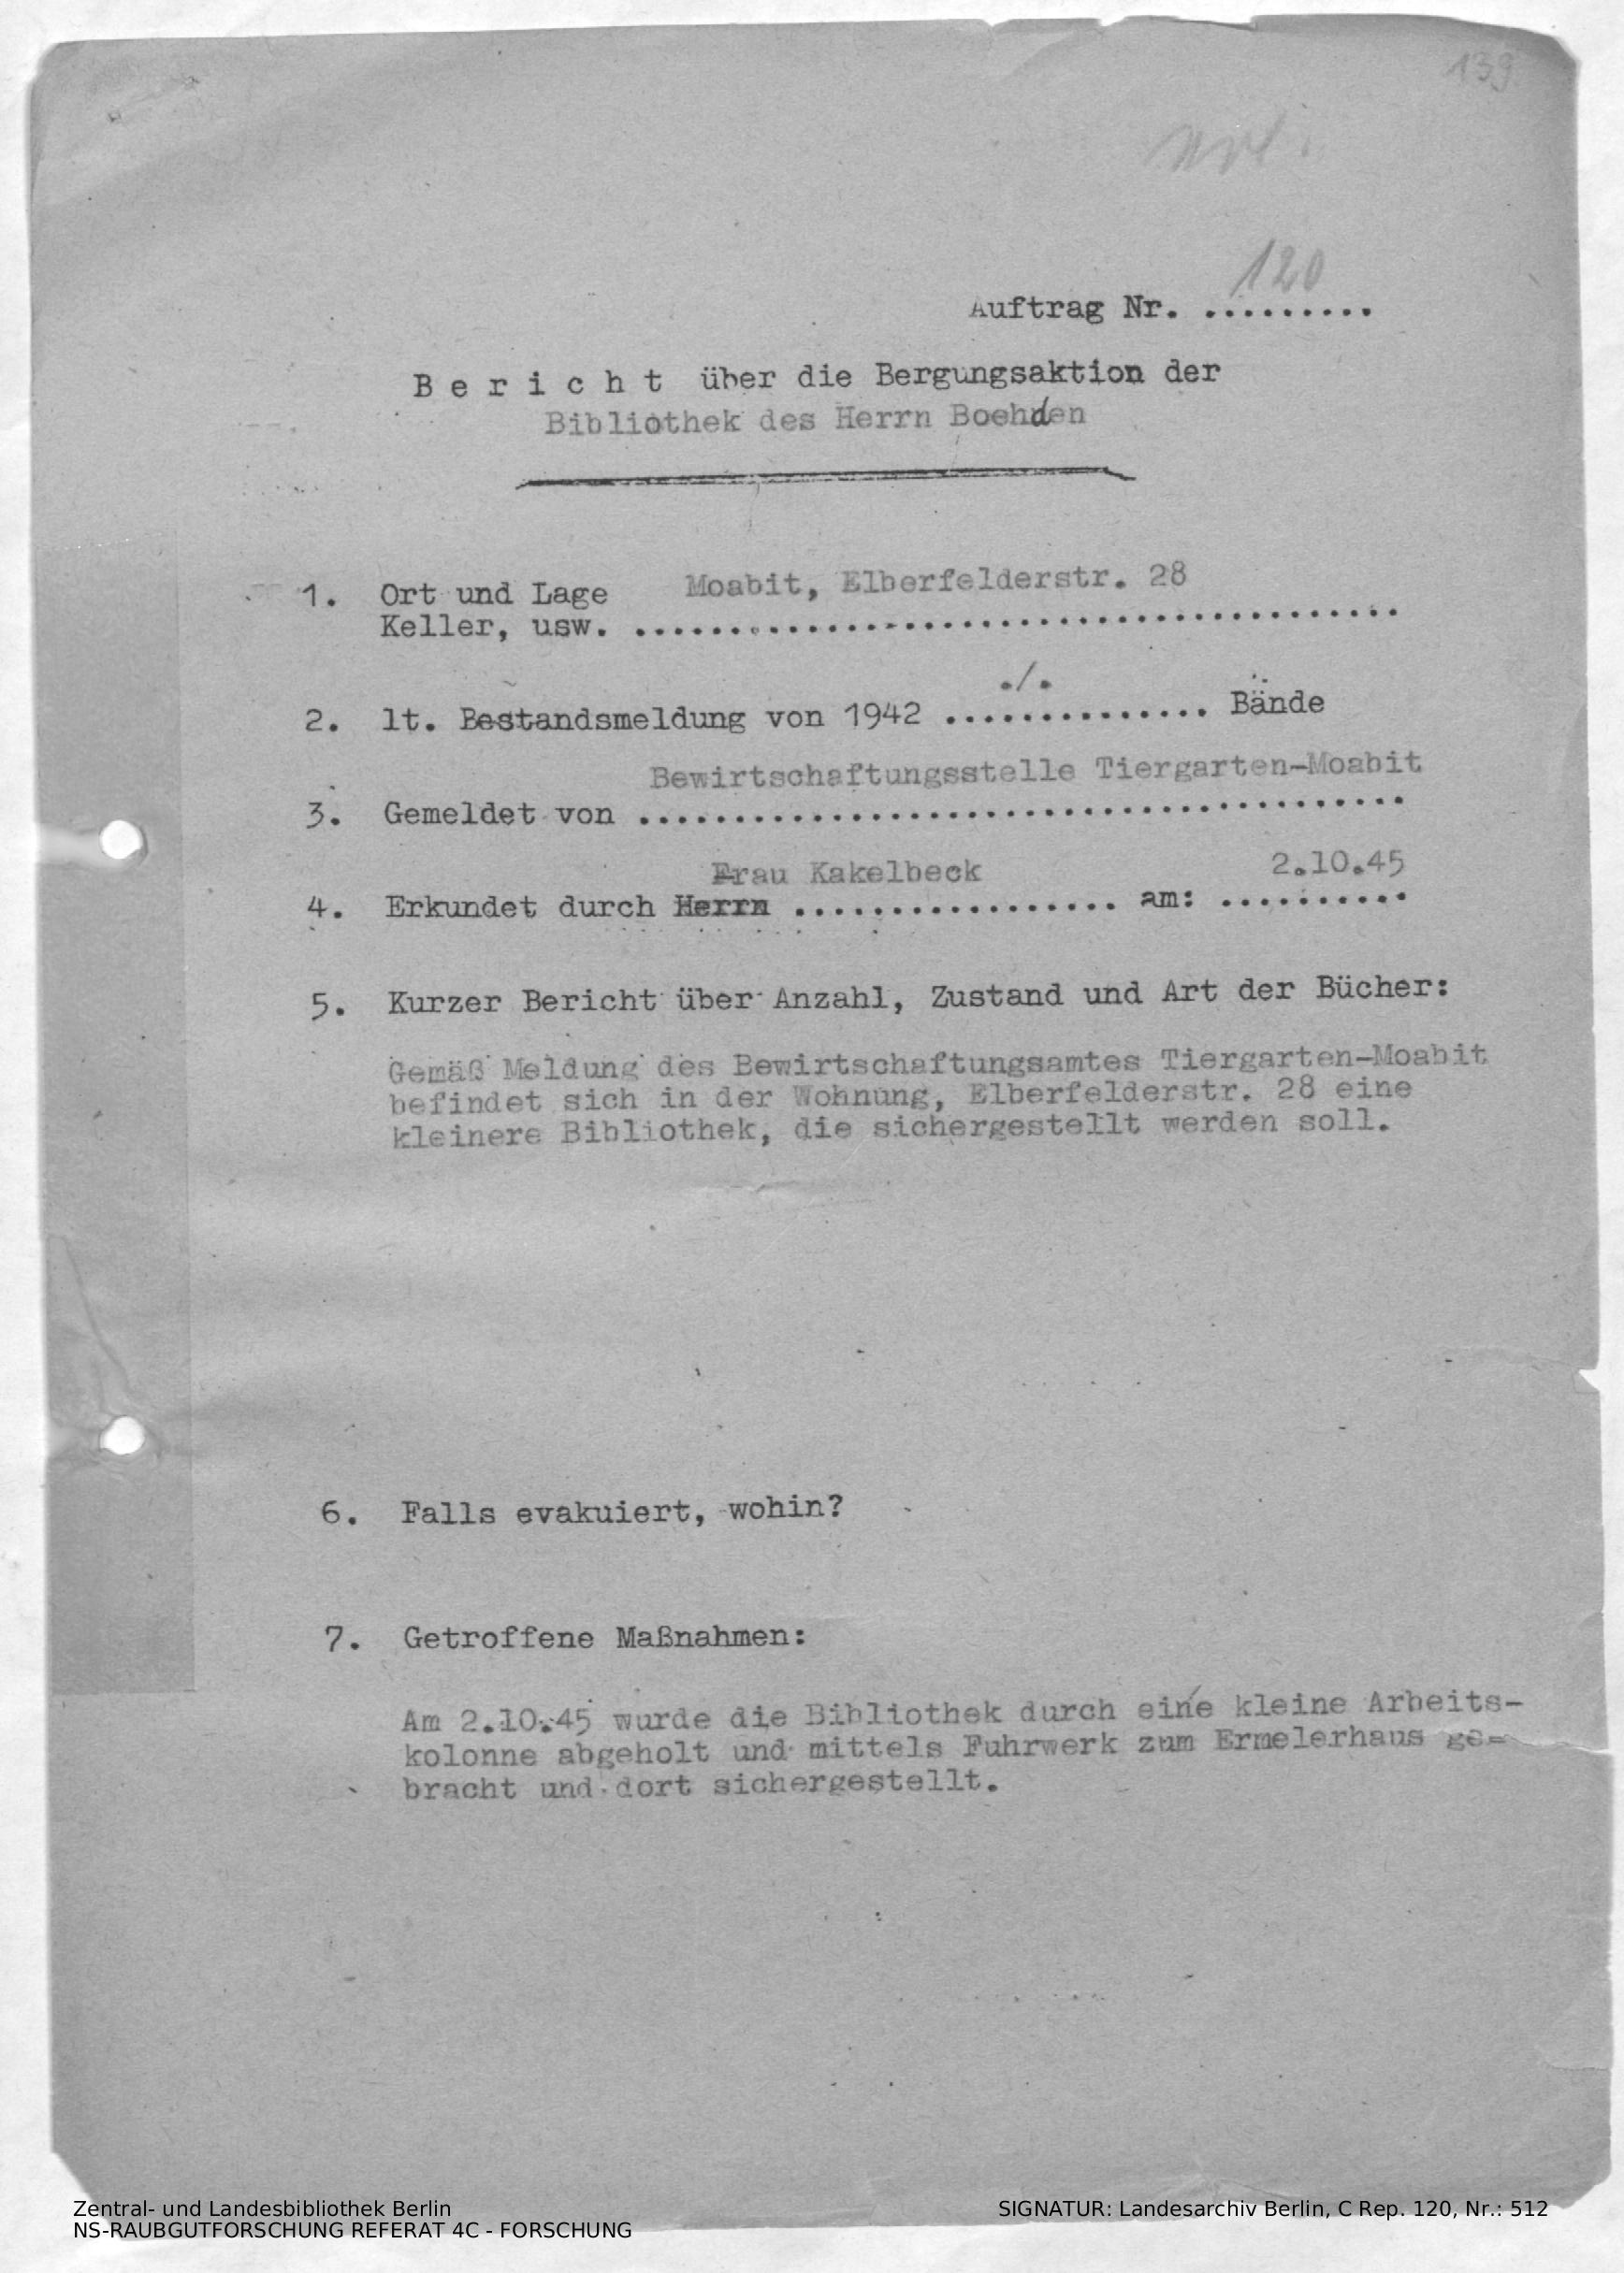 139
Auftrag Nr. 120 .........
B e r i c h t über die Bergungsaktion der
Bibliothek des Herrn Boehden
1. Ort und Lage Moabit, Elberfelderstr. 28
Keller, usw. ........................................
2. lt. Bestandsmeldung von 1942 ./. .............. Bände
Bewirtschaftungsstelle Tiergarten-Moabit
3. Gemeldet von ........................................
Frau Kakelbeck 2.10.45
4. Erkundet durch Herrn ................. am: ..........
5. Kurzer Bericht über Anzahl, Zustand und Art der Bücher:
Gemäß Meldung des Bewirtschaftungsamtes Tiergarten-Moabit
befindet sich in der Wohnung, Elberfelderstr. 28 eine
kleinere Bibliothek, die sichergestellt werden soll.
6. Falls evakuiert, wohin?
7. Getroffene Maßnahmen:
Am 2.10.45 wurde die Bibliothek durch eine kleine Arbeits-
kolonne abgeholt und mittels Fuhrwerk zum Ermelerhaus ge-
bracht und dort sichergestellt.
Zentral- und Landesbibliothek Berlin
NS-RAUBGUTFORSCHUNG REFERAT 4C - FORSCHUNG
SIGNATUR: Landesarchiv Berlin, C Rep. 120, Nr.: 512